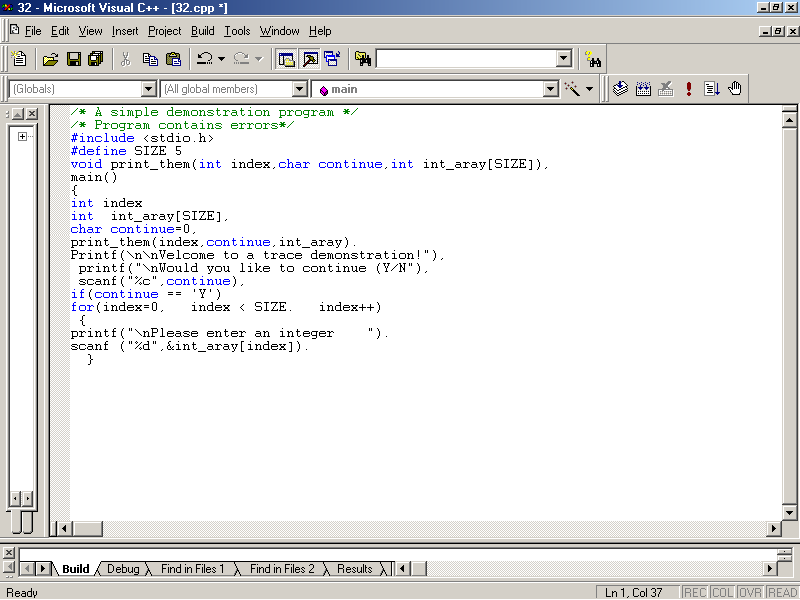 32 - Microsoft Visual C++ - [32.cpp *]
File Edit View Insert Project Build Tools Window Help
(Globals) (All global members) main
/* A simple demonstration program */
/* Program contains errors*/
#include <stdio.h>
#define SIZE 5
void print_them(int index,char continue,int int_aray[SIZE]),
main()
{
int index
int  int_aray[SIZE],
char continue=0,
print_them(index,continue,int_aray).
Printf(\n\nVelcome to a trace demonstration!"),
printf("\nWould you like to continue (Y/N"),
scanf("%c",continue),
if(continue == 'Y')
for(index=0,   index < SIZE.   index++)
{
printf("\nPlease enter an integer    ").
scanf ("%d",&int_aray[index]).
}
Build Debug Find in Files 1 Find in Files 2 Results
Ready Ln 1, Col 37 REC COL OVR READ